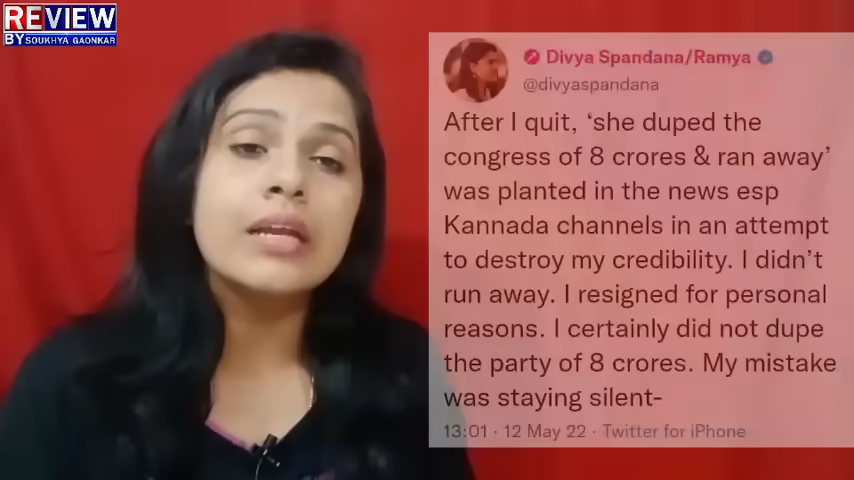 REVIEW
BY SOUKHYA GAONKAR
Divya Spandana/Ramya
@divyaspandana
After I quit, ‘she duped the
congress of 8 crores & ran away’
was planted in the news esp
Kannada channels in an attempt
to destroy my credibility. I didn’t
run away. I resigned for personal
reasons. I certainly did not dupe
the party of 8 crores. My mistake
was staying silent-
13:01 · 12 May 22 · Twitter for iPhone